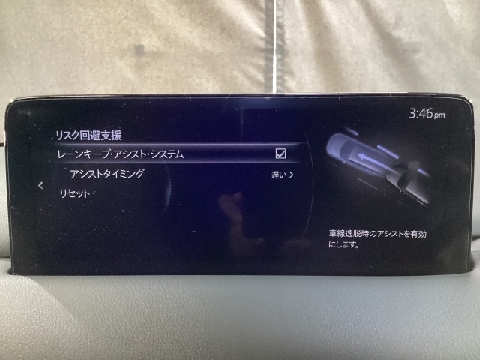 3:46pm
リスク回避支援
レーンキープ・アシスト・システム
アシストタイミング 遅い
リセット
車線逸脱時のアシストを有効
にします。